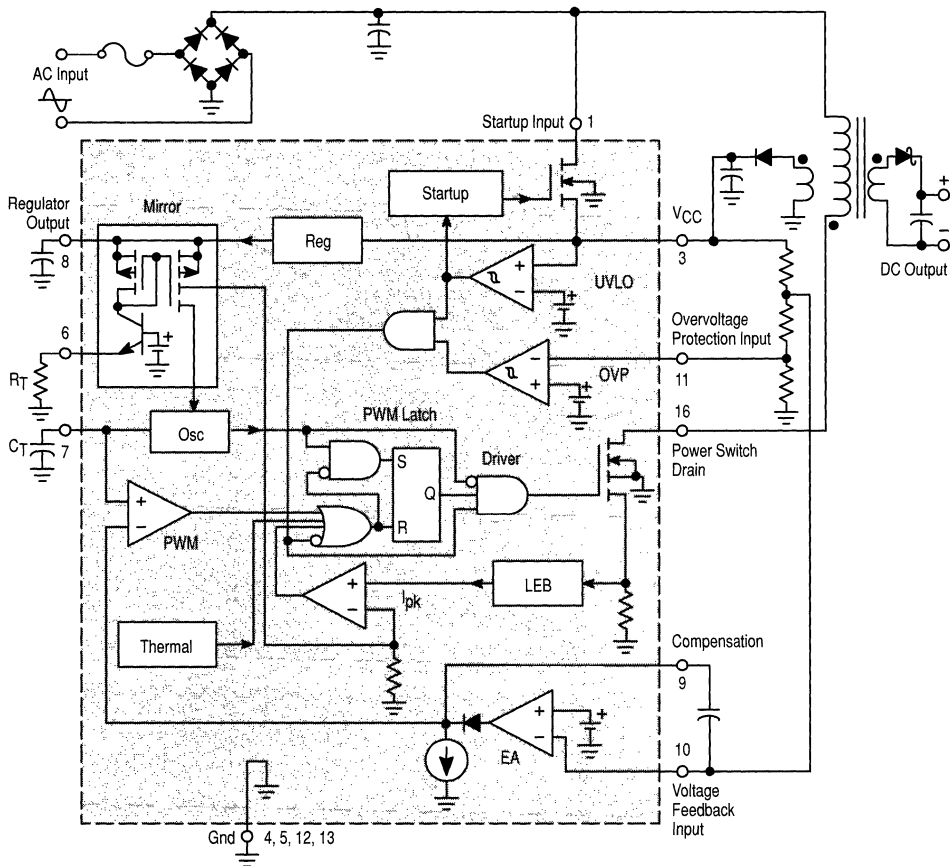 AC Input
Startup Input
1
Regulator
Output
8
Mirror
Startup
Reg
VCC
3
UVLO
+
−
DC Output
6
RT
Overvoltage
Protection Input
11
OVP
CT
7
Osc
PWM Latch
16
Power Switch
Drain
S
Q
R
Driver
PWM
Ipk
LEB
Thermal
Compensation
9
EA
10
Voltage
Feedback
Input
Gnd
4, 5, 12, 13